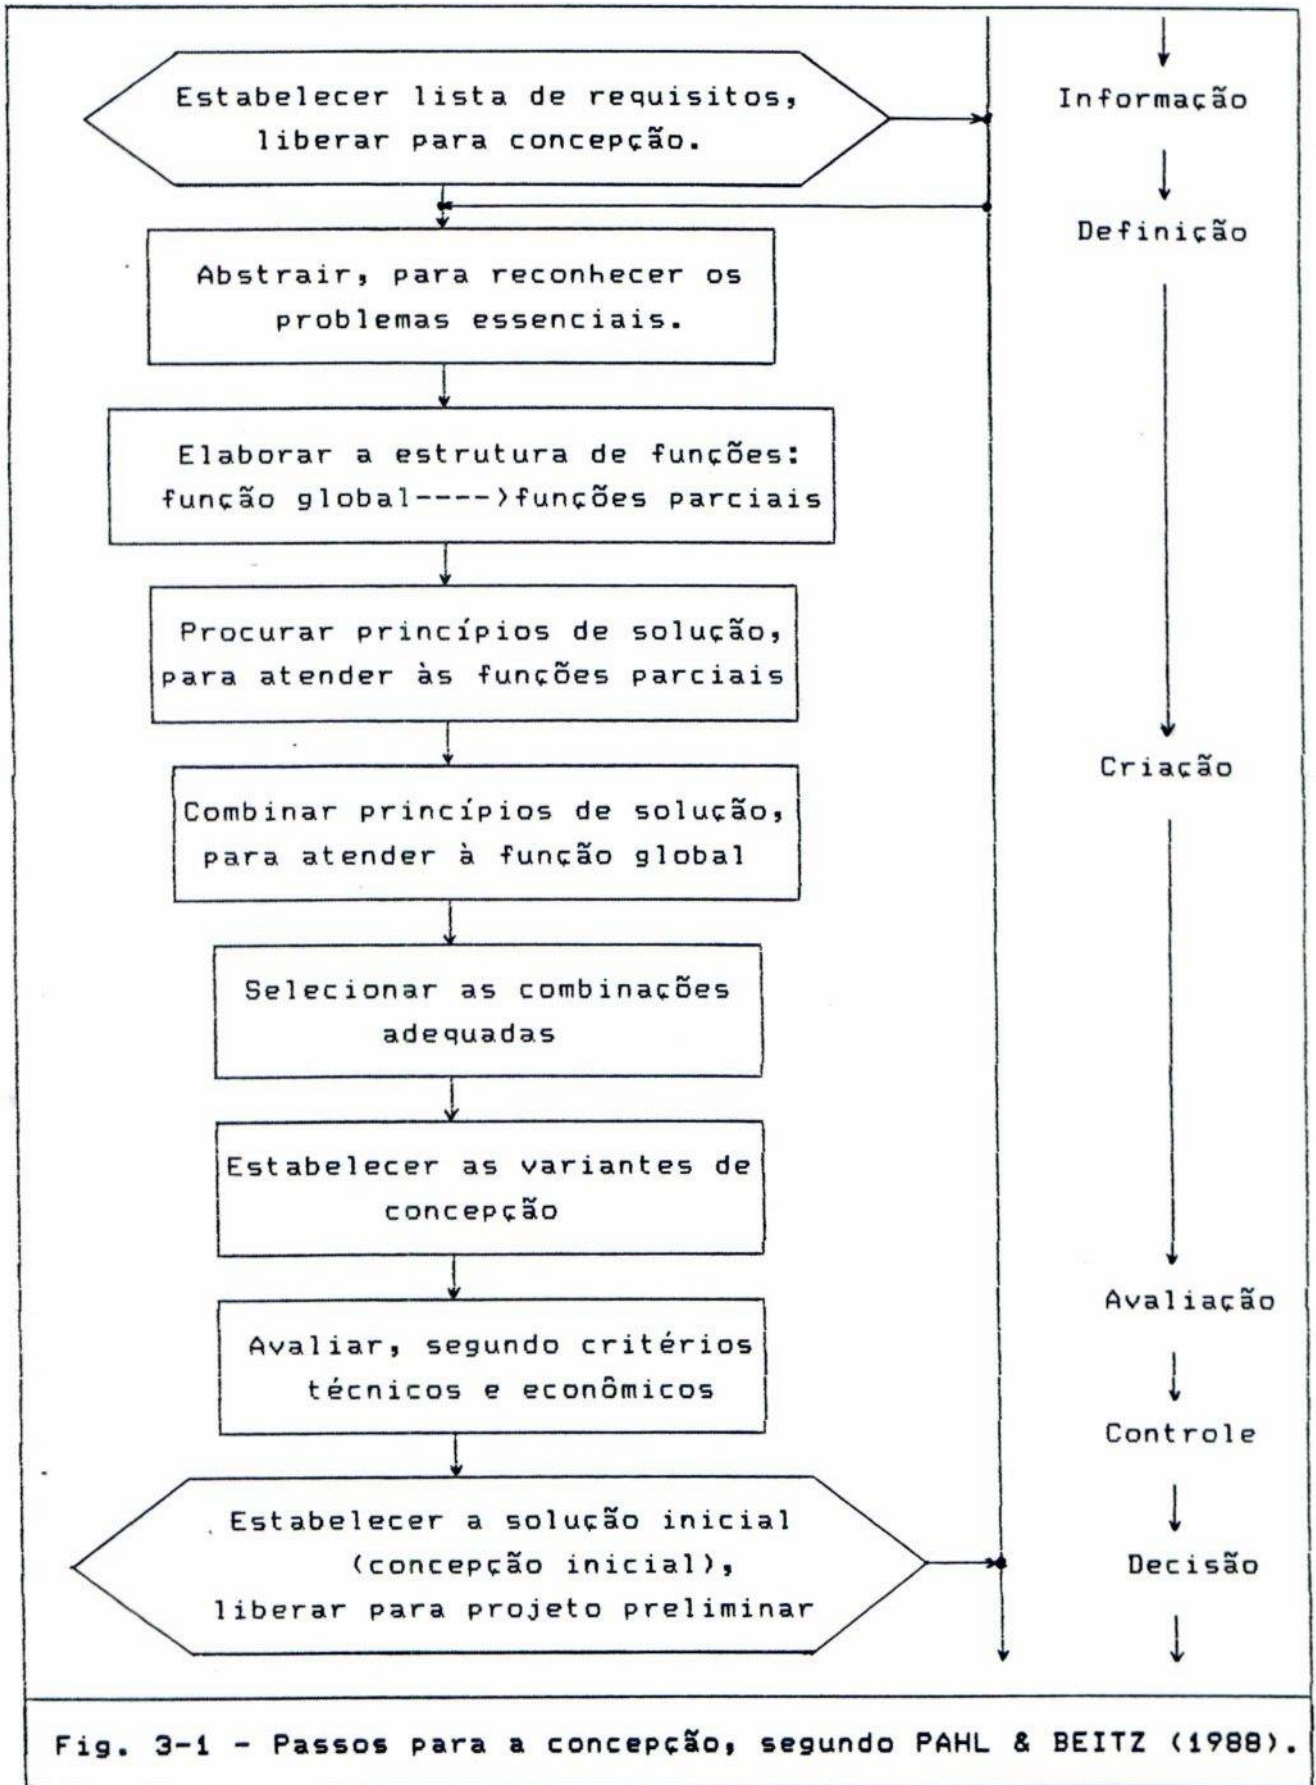 Estabelecer lista de requisitos,
liberar para concepção.
Abstrair, para reconhecer os
problemas essenciais.
Elaborar a estrutura de funções:
função global---->funções parciais
Procurar princípios de solução,
para atender às funções parciais
Combinar princípios de solução,
para atender à função global
Selecionar as combinações
adequadas
Estabelecer as variantes de
concepção
Avaliar, segundo critérios
técnicos e econômicos
Estabelecer a solução inicial
(concepção inicial),
liberar para projeto preliminar
Informação
Definição
Criação
Avaliação
Controle
Decisão
Fig. 3-1 - Passos para a concepção, segundo PAHL & BEITZ (1988).